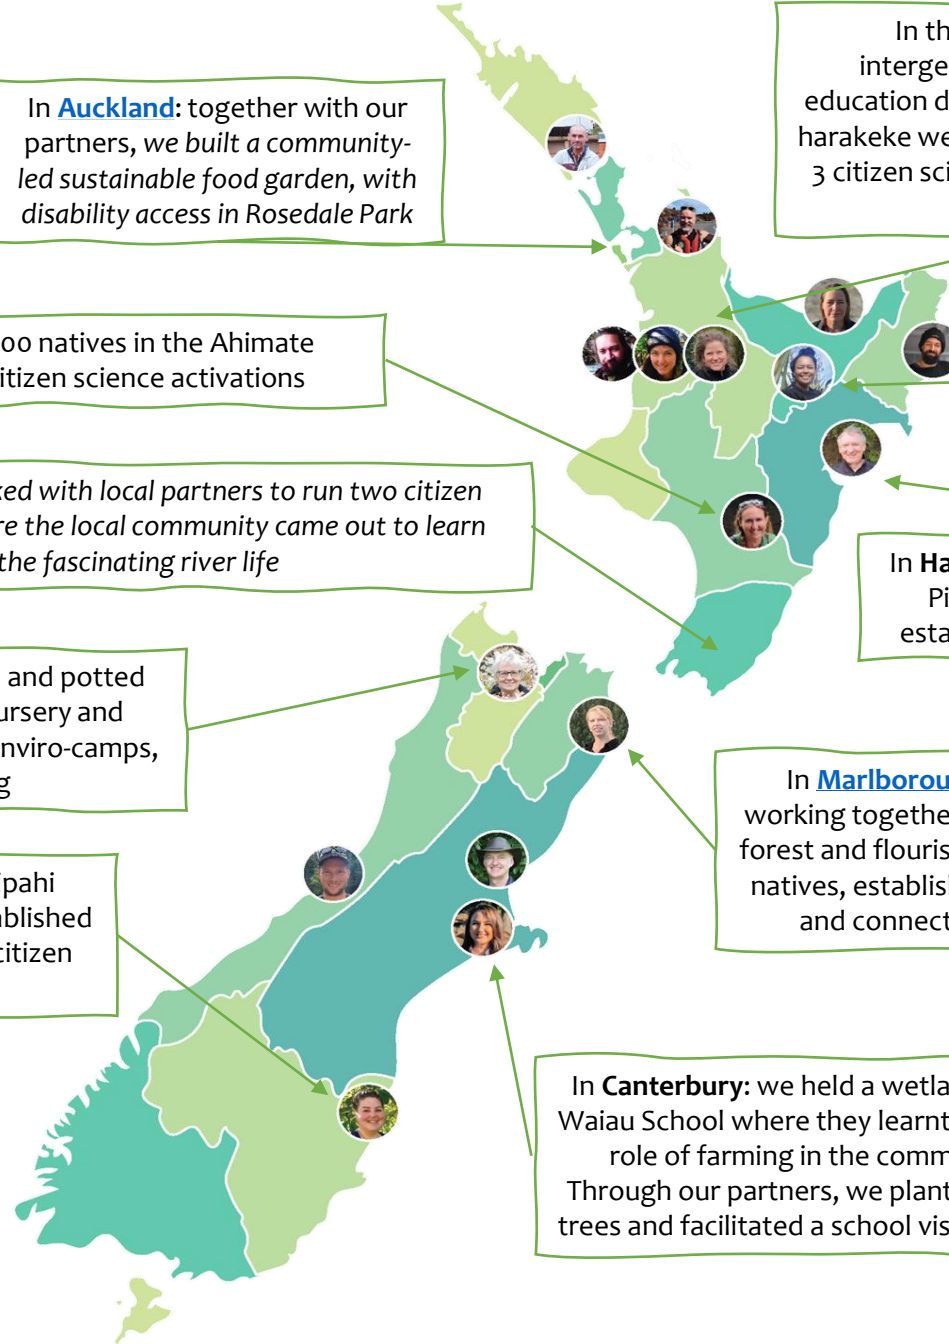 In Auckland: together with our
partners, we built a community-
led sustainable food garden, with
disability access in Rosedale Park
In th
interge
education d
harakeke we
3 citizen sci
00 natives in the Ahimate
itizen science activations
ked with local partners to run two citizen
re the local community came out to learn
the fascinating river life
In Ha
Pi
esta
and potted
ursery and
nviro-camps,
g
In Marlborou
working togethe
forest and flouris
natives, establis
and connect
pahi
blished
citizen
In Canterbury: we held a wetla
Waiau School where they learnt
role of farming in the comm
Through our partners, we plant
trees and facilitated a school vis